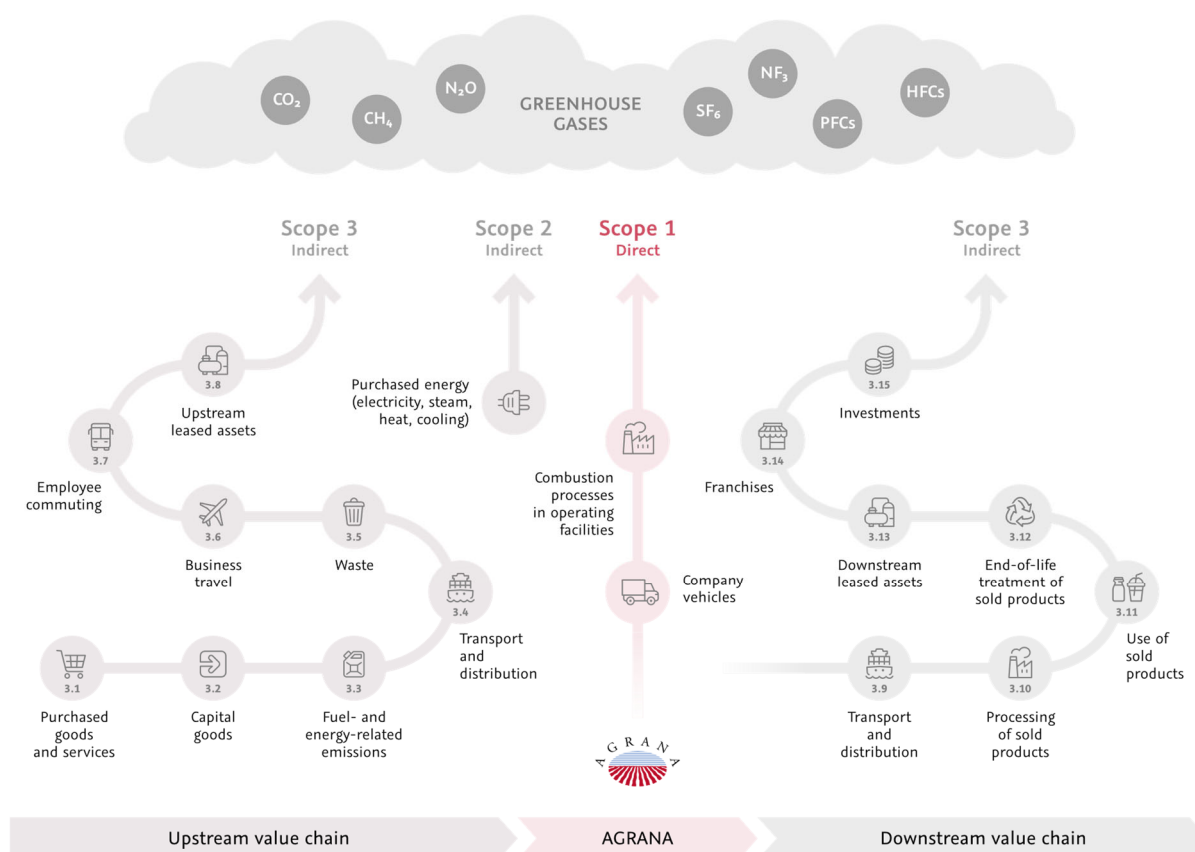 CO₂
CH₄
N₂O
GREENHOUSE
GASES
SF₆
NF₃
PFCs
HFCs
Scope 3
Indirect
Scope 2
Indirect
Scope 1
Direct
Scope 3
Indirect
3.8
Upstream
leased assets
3.7
Employee
commuting
3.6
Business
travel
3.5
Waste
3.4
Transport
and
distribution
3.1
Purchased
goods
and services
3.2
Capital
goods
3.3
Fuel- and
energy-related
emissions
Purchased energy
(electricity, steam,
heat, cooling)
Combustion
processes
in operating
facilities
Company
vehicles
AGRANA
3.15
Investments
3.14
Franchises
3.13
Downstream
leased assets
3.12
End-of-life
treatment of
sold products
3.11
Use of
sold
products
3.9
Transport
and
distribution
3.10
Processing
of sold
products
Upstream value chain
AGRANA
Downstream value chain